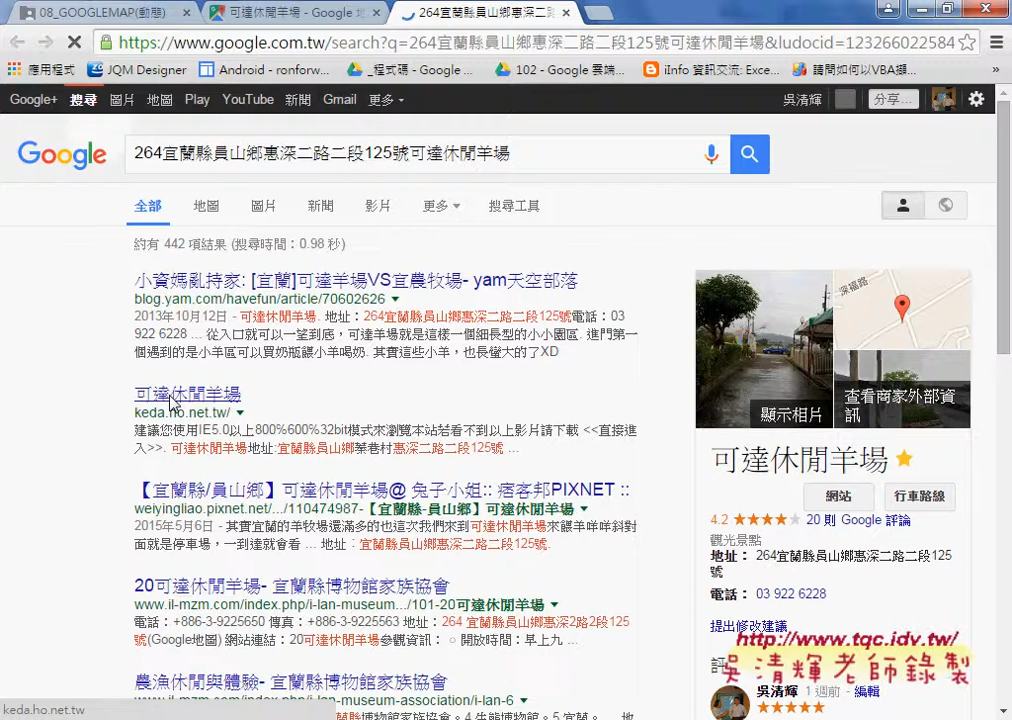 08_GOOGLEMAP(動態)
可達休閒羊場 - Google 地
264宜蘭縣員山鄉惠深二
https://www.google.com.tw/search?q=264宜蘭縣員山鄉惠深二路二段125號可達休閒羊場&ludocid=123266022584
應用程式
JQM Designer
Android - ronforw...
_程式碼 - Google ...
102 - Google 雲端...
iInfo 資訊交流: Exce...
請問如何以VBA擷...
»
Google+
搜尋
圖片
地圖
Play
YouTube
新聞
Gmail
更多
吳清輝
分享...
Google
264宜蘭縣員山鄉惠深二路二段125號可達休閒羊場
全部
地圖
圖片
新聞
影片
更多
搜尋工具
約有 442 項結果 (搜尋時間：0.98 秒)
小資媽亂持家: [宜蘭]可達羊場VS宜農牧場- yam天空部落
blog.yam.com/havefun/article/70602626
2013年10月12日 - 可達休閒羊場. 地址：264宜蘭縣員山鄉惠深二路二段125號電話：03
922 6228 ... 從入口就可以一望到底，可達羊場就是這樣一個細長型的小小園區. 進門第一
個遇到的是小羊區可以買奶瓶餵小羊喝奶. 其實這些小羊，也長蠻大的了XD
可達休閒羊場
keda.ho.net.tw/
建議您使用IE5.0以上800%600%32bit模式來瀏覽本站若看不到以上影片請下載 <<直接進
入>>. 可達休閒羊場地址:宜蘭縣員山鄉蔡巷村惠深二路二段125號 ...
【宜蘭縣/員山鄉】可達休閒羊場@ 兔子小姐:: 痞客邦PIXNET ::
weiyingliao.pixnet.net/.../110474987-【宜蘭縣-員山鄉】可達休閒羊場
2015年5月6日 - 其實宜蘭的羊牧場還滿多的也這次我們來到可達休閒羊場來餵羊咩咩斜對
面就是停車場，一到達就會看 ... 地址：宜蘭縣員山鄉惠深二路二段125號.
20可達休閒羊場- 宜蘭縣博物館家族協會
www.il-mzm.com/index.php/i-lan-museum.../101-20可達休閒羊場
電話：+886-3-9225650 傳真：+886-3-9225563 地址：264 宜蘭縣員山鄉惠深2路2段125
號(Google地圖) 網站連結：20可達休閒羊場參觀資訊： ○ 開放時間：早上九 ...
農漁休閒與體驗- 宜蘭縣博物館家族協會
www.il-mzm.com/index.php/i-lan-museum-association/i-lan-6
深福路
顯示相片
查看商家外部資
訊
可達休閒羊場
網站
行車路線
4.2
20 則 Google 評論
觀光景點
地址： 264宜蘭縣員山鄉惠深二路二段125
號
電話： 03 922 6228
提出修改建議
http://www.tqc.idv.tw/
吳清輝老師錄製
吳清輝 1 週前 - 編輯
keda.ho.net.tw